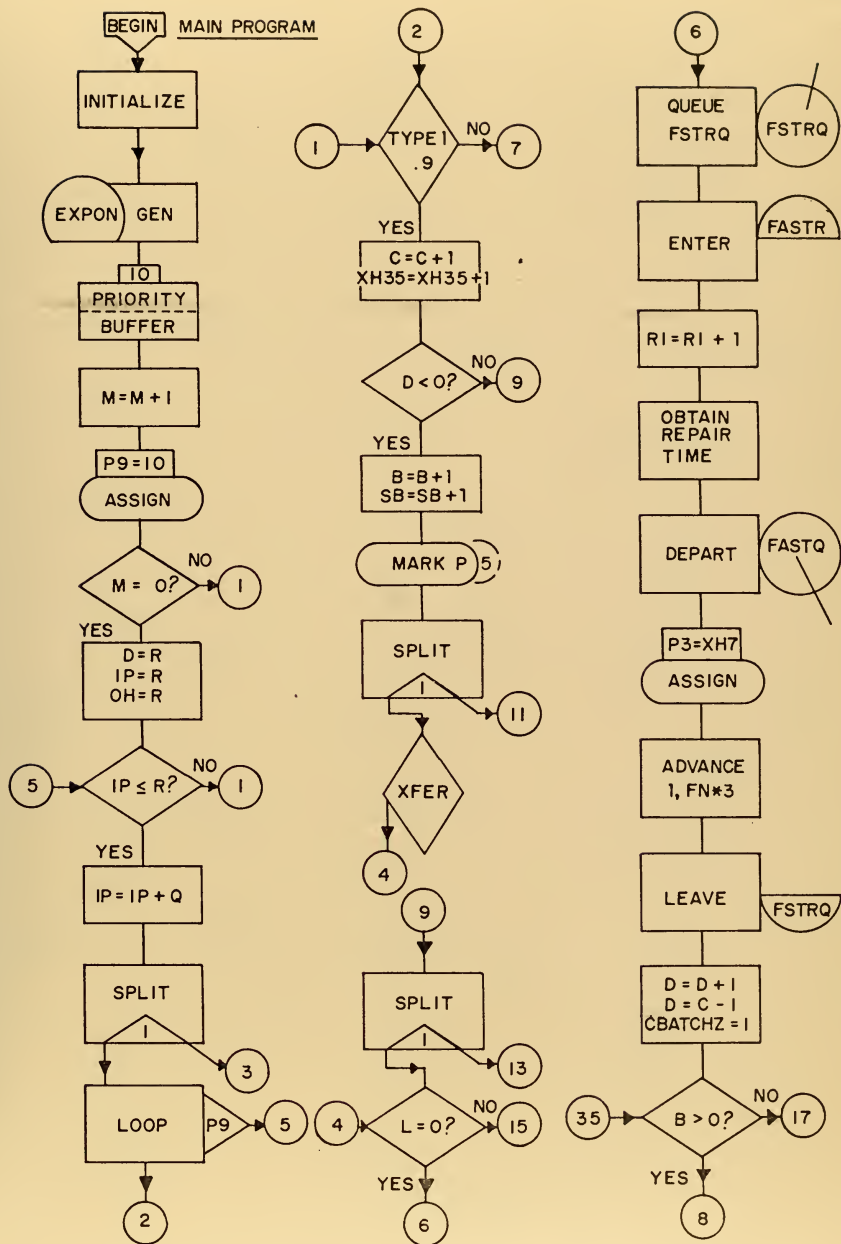 BEGIN
MAIN PROGRAM
INITIALIZE
EXPON
GEN
10
PRIORITY
BUFFER
M=M+1
P9=10
ASSIGN
M= 0?
NO
1
YES
D=R
IP=R
OH=R
5
IP≤R?
NO
1
YES
IP=IP+Q
SPLIT
1
3
LOOP
P9
5
2
2
1
TYPE 1
.9
NO
7
YES
C=C+1
XH35=XH35+1
D<0?
NO
9
YES
B=B+1
SB=SB+1
MARK P
5
SPLIT
1
11
XFER
4
9
SPLIT
1
13
4
L=0?
NO
15
YES
6
6
QUEUE
FSTRQ
FSTRQ
ENTER
FASTR
R1=R1+1
OBTAIN
REPAIR
TIME
DEPART
FASTQ
P3=XH7
ASSIGN
ADVANCE
1, FN*3
LEAVE
FSTRQ
D=D+1
D=C-1
CBATCHZ=1
35
B>0?
NO
17
YES
8